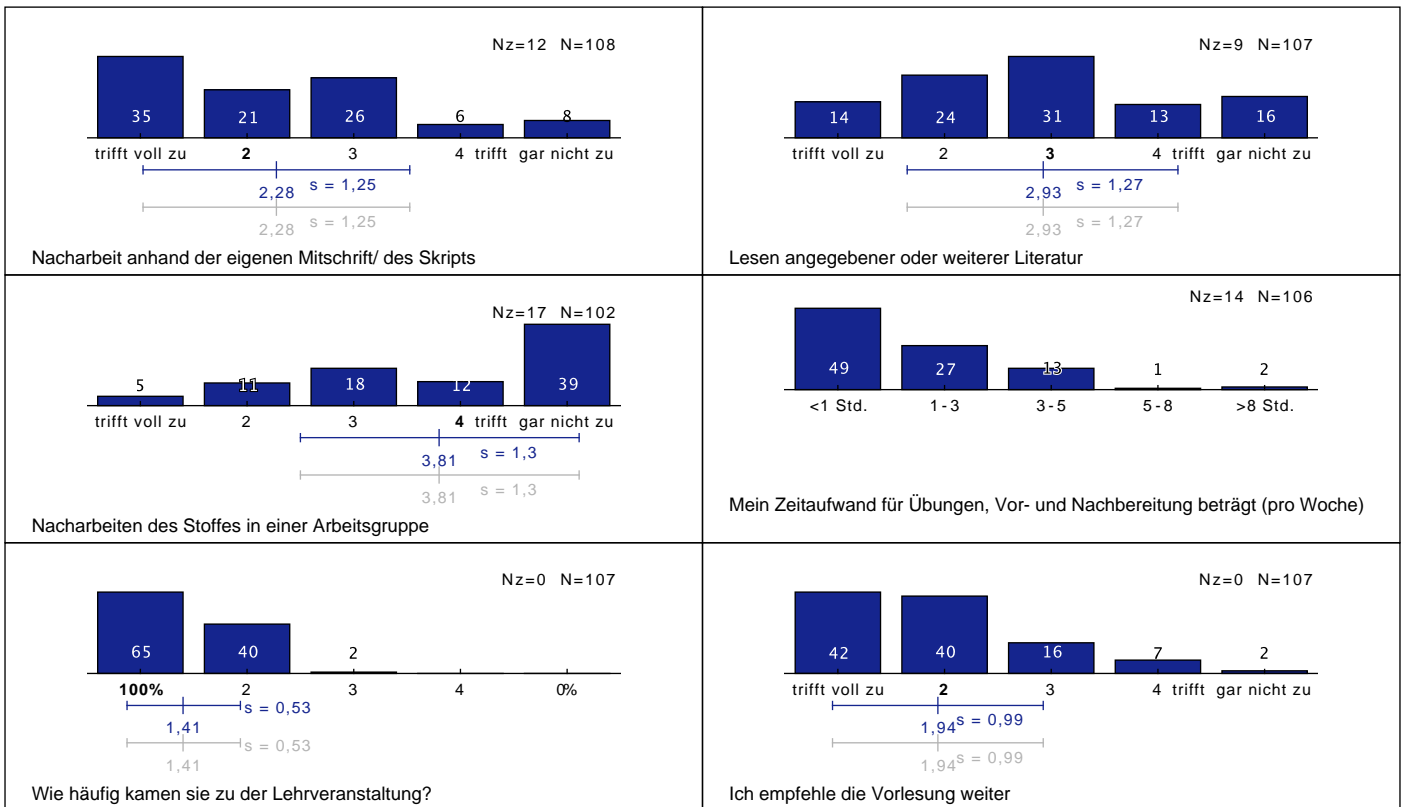 Nz=12 N=108
35 21 26 6 8
trifft voll zu 2 3 4 trifft gar nicht zu
s = 1,25
2,28
s = 1,25
2,28
Nacharbeit anhand der eigenen Mitschrift/ des Skripts
Nz=9 N=107
14 24 31 13 16
trifft voll zu 2 3 4 trifft gar nicht zu
2,93 s = 1,27
2,93 s = 1,27
Lesen angegebener oder weiterer Literatur
Nz=17 N=102
5 11 18 12 39
trifft voll zu 2 3 4 trifft gar nicht zu
3,81 s = 1,3
3,81 s = 1,3
Nacharbeiten des Stoffes in einer Arbeitsgruppe
Nz=14 N=106
49 27 13 1 2
<1 Std. 1-3 3-5 5-8 >8 Std.
Mein Zeitaufwand für Übungen, Vor- und Nachbereitung beträgt (pro Woche)
Nz=0 N=107
65 40 2
100% 2 3 4 0%
s = 0,53
1,41
s = 0,53
1,41
Wie häufig kamen sie zu der Lehrveranstaltung?
Nz=0 N=107
42 40 16 7 2
trifft voll zu 2 3 4 trifft gar nicht zu
1,94 s = 0,99
1,94 s = 0,99
Ich empfehle die Vorlesung weiter